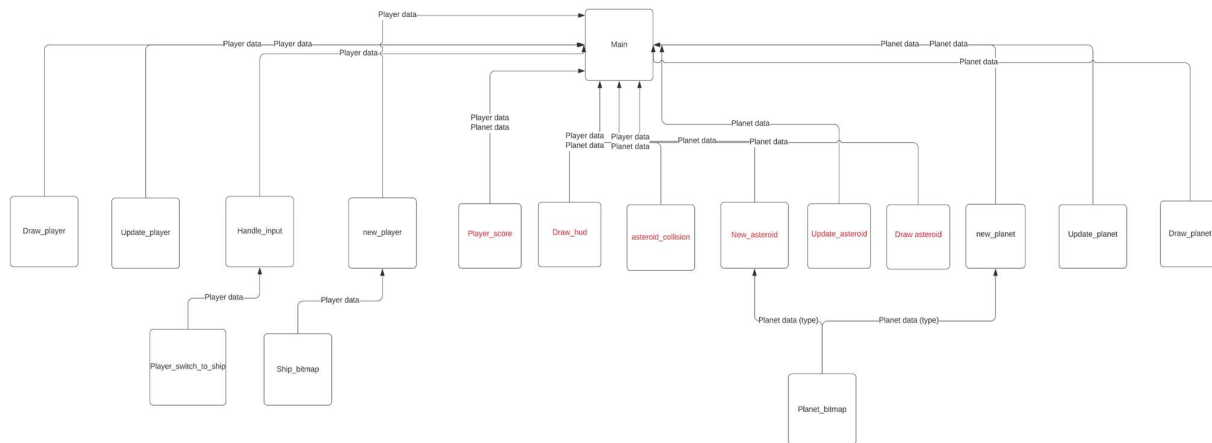 Player data
Main
Player data
Player data
Player data
Planet data
Planet data
Planet data
Player data
Planet data
Player data
Planet data
Player data
Planet data
Planet data
Planet data
Planet data
Draw_player
Update_player
Handle_input
new_player
Player_score
Draw_hud
asteroid_collision
New_asteroid
Update_asteroid
Draw asteroid
new_planet
Update_planet
Draw_planet
Player data
Player data
Planet data (type)
Planet data (type)
Player_switch_to_ship
Ship_bitmap
Planet_bitmap